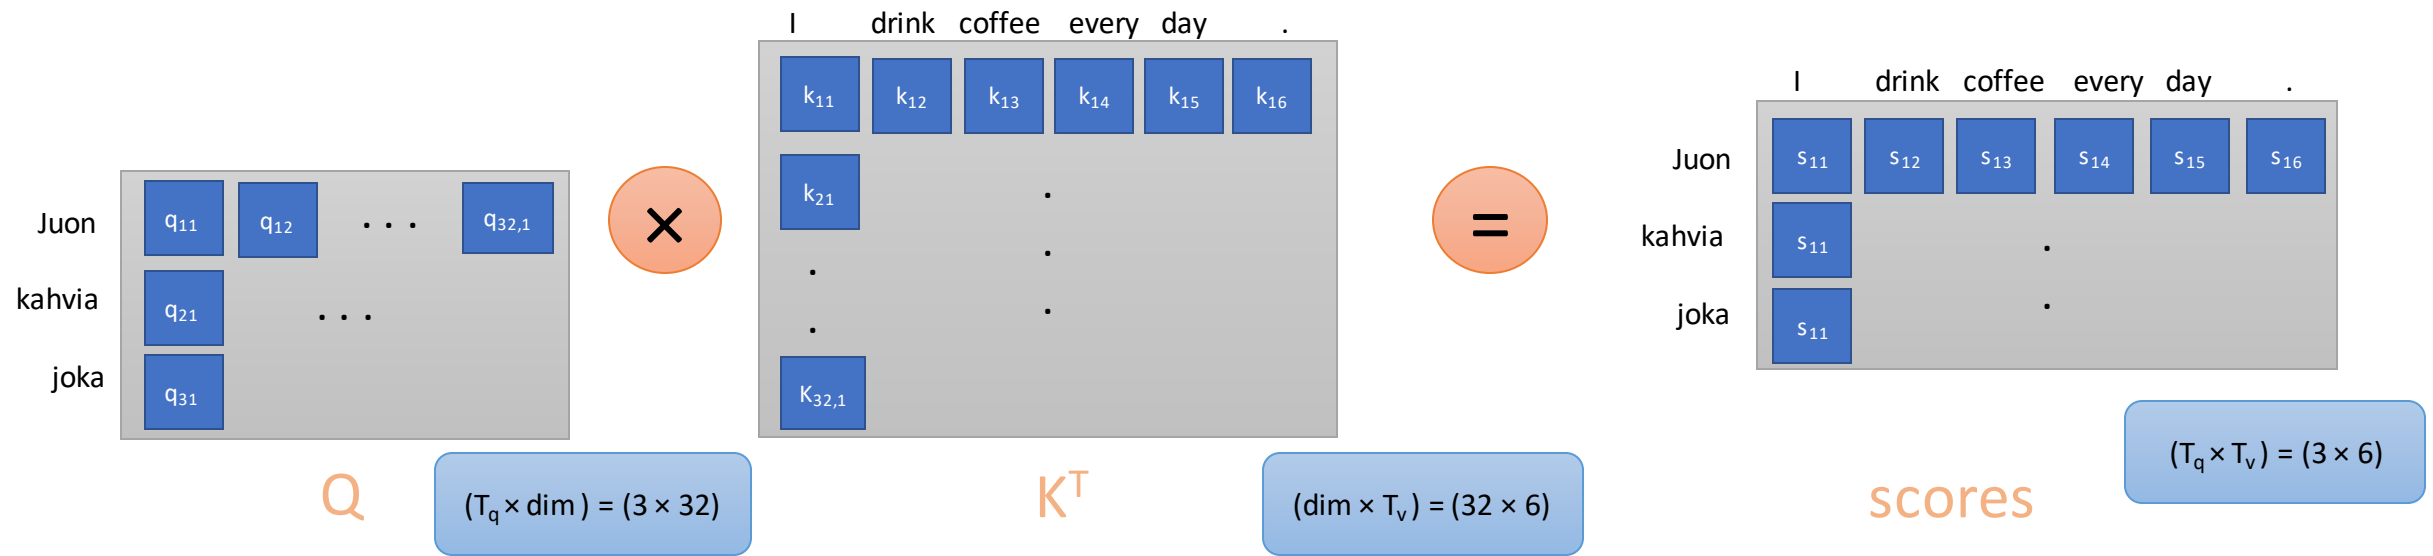 I drink coffee every day .
k11 k12 k13 k14 k15 k16
k21
.
.
.
.
.
K32,1
Juon q11 q12 . . . q32,1
kahvia q21 . . .
joka q31
×
=
I drink coffee every day .
Juon s11 s12 s13 s14 s15 s16
kahvia s11 .
joka s11 .
Q
(Tq × dim ) = (3 × 32)
K^T
(dim × Tv ) = (32 × 6)
scores
(Tq × Tv ) = (3 × 6)